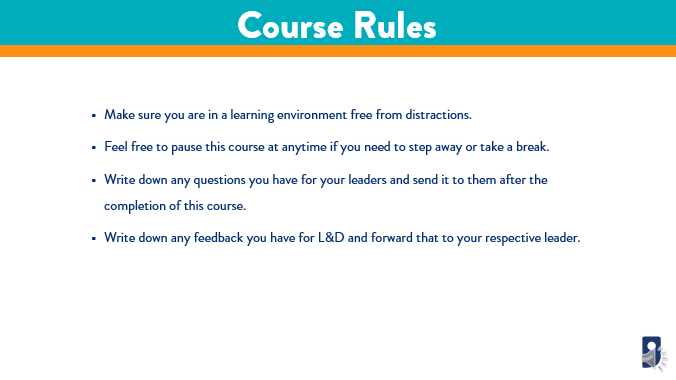 Course Rules
▪ Make sure you are in a learning environment free from distractions.
▪ Feel free to pause this course at anytime if you need to step away or take a break.
▪ Write down any questions you have for your leaders and send it to them after the
completion of this course.
▪ Write down any feedback you have for L&D and forward that to your respective leader.